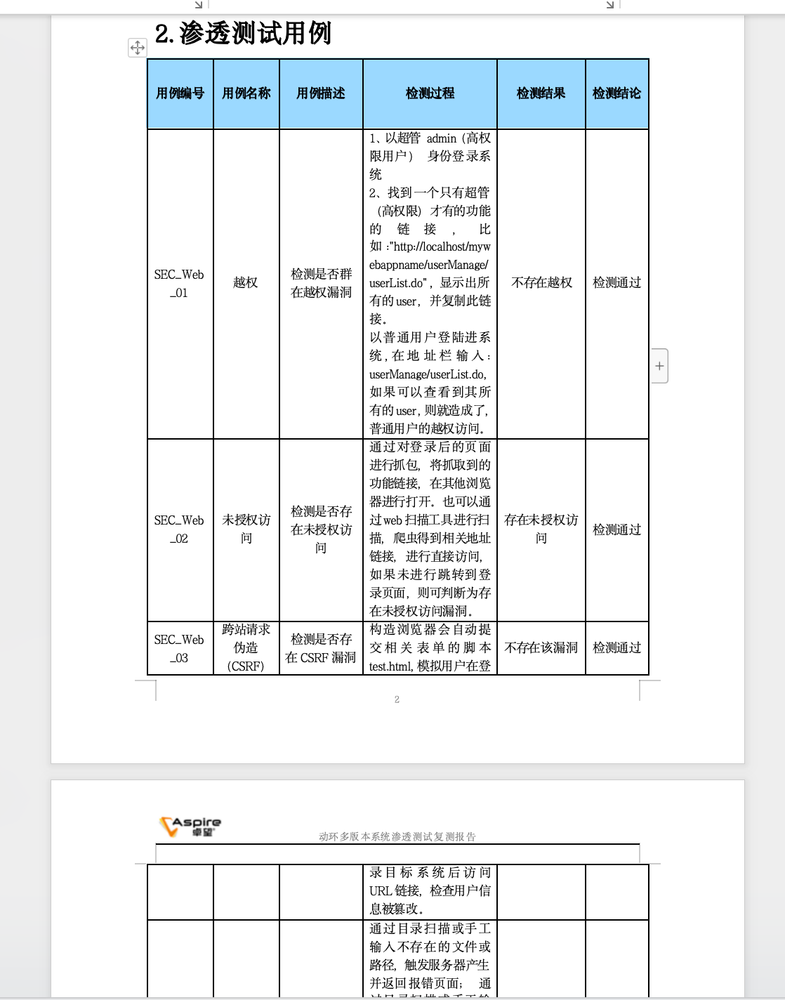 2.渗透测试用例
用例编号 用例名称 用例描述 检测过程 检测结果 检测结论
SEC_Web
_01
越权
检测是否群
在越权漏洞
1、以超管 admin（高权
限用户） 身份登录系
统
2、找到一个只有超管
（高权限）才有的功能
的链接，比
如:"http://localhost/myw
ebappname/userManage/
userList.do"，显示出所
有的user，并复制此链
接。
以普通用户登陆进系
统,在地址栏输入:
userManage/userList.do,
如果可以查看到其所
有的user,则就造成了,
普通用户的越权访问。
不存在越权
检测通过
SEC_Web
_02
未授权访
问
检测是否存
在未授权访
问
通过对登录后的页面
进行抓包，将抓取到的
功能链接，在其他浏览
器进行打开。也可以通
过web扫描工具进行扫
描，爬虫得到相关地址
链接，进行直接访问，
如果未进行跳转到登
录页面，则可判断为存
在未授权访问漏洞。
存在未授权访
问
检测通过
SEC_Web
_03
跨站请求
伪造
（CSRF）
检测是否存
在 CSRF 漏洞
构造浏览器会自动提
交相关表单的脚本
test.html,模拟用户在登
不存在该漏洞
检测通过
2
Aspire
卓望
动环多版本系统渗透测试复测报告
录目标系统后访问
URL链接，检查用户信
息被篡改。
通过目录扫描或手工
输入不存在的文件或
路径，触发服务器产生
并返回报错页面； 通